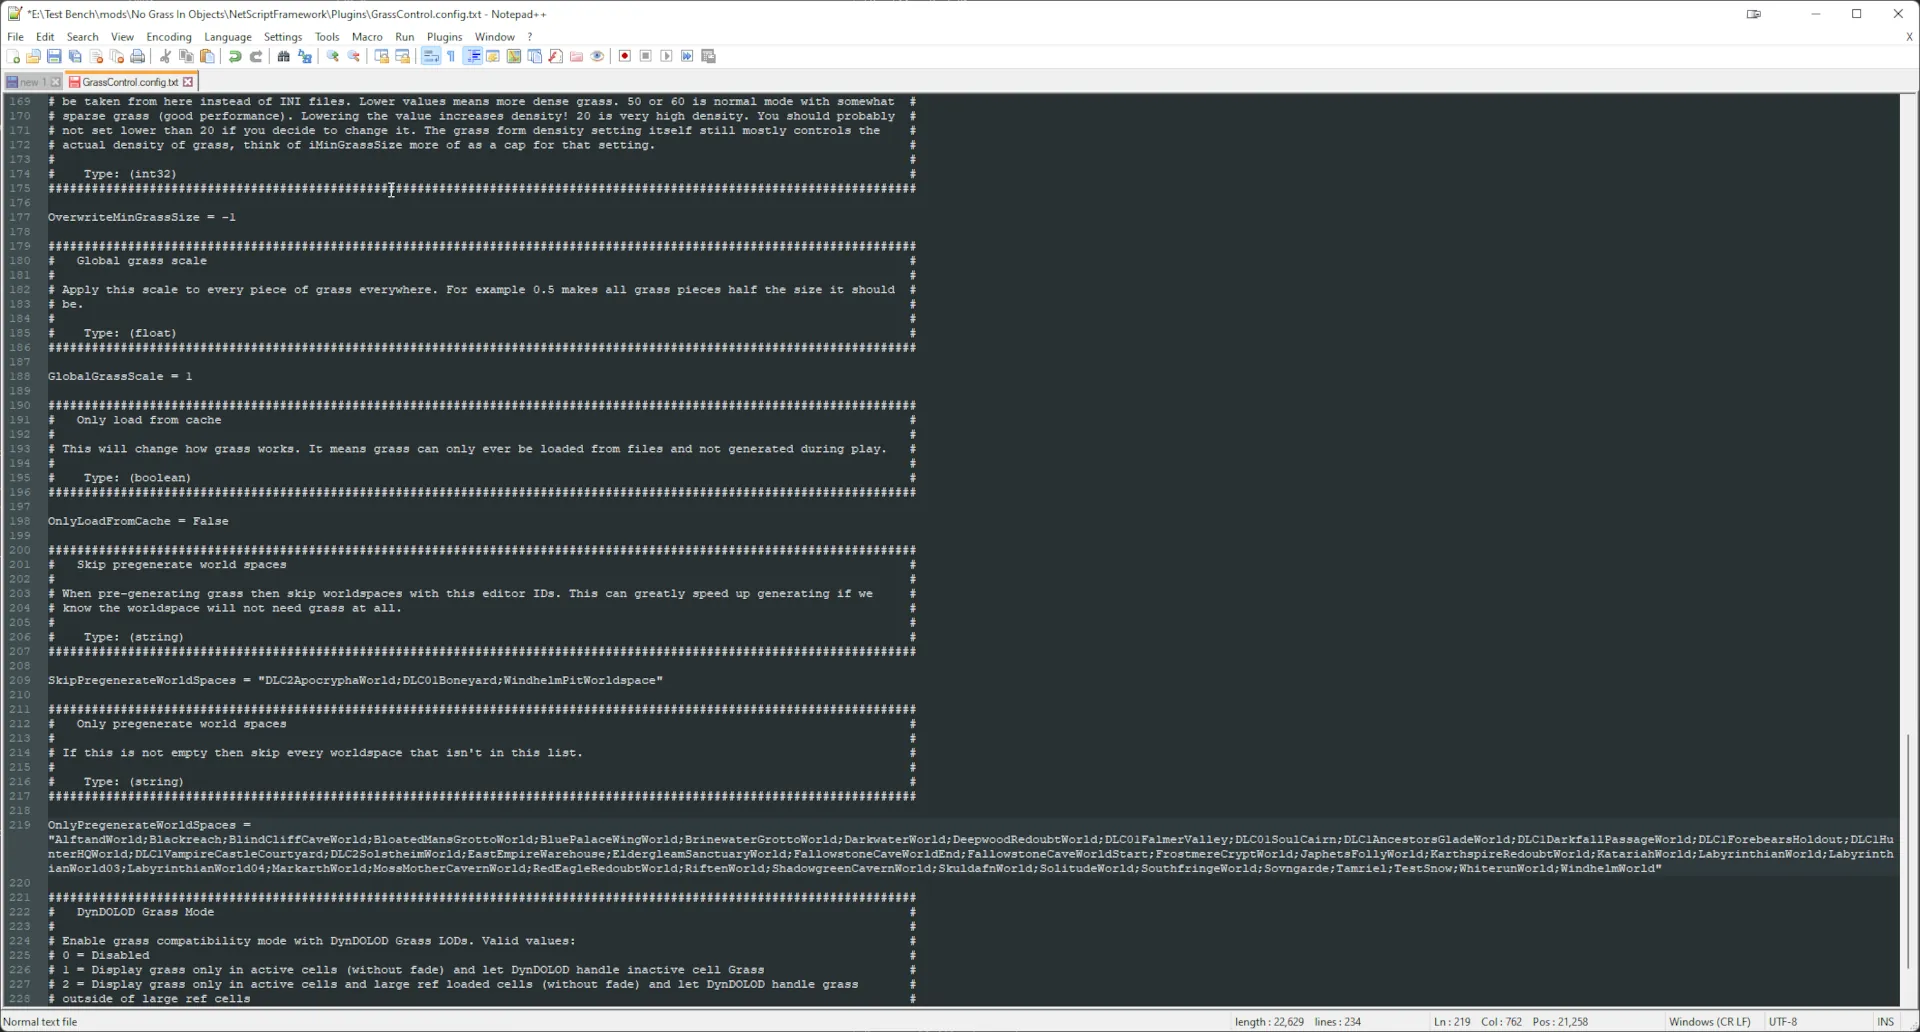 *E:\Test Bench\mods\No Grass In Objects\NetScriptFramework\Plugins\GrassControl.config.txt - Notepad++
File Edit Search View Encoding Language Settings Tools Macro Run Plugins Window ? X
new 1 GrassControl.config.txt
169 # be taken from here instead of INI files. Lower values means more dense grass. 50 or 60 is normal mode with somewhat #
170 # sparse grass (good performance). Lowering the value increases density! 20 is very high density. You should probably #
171 # not set lower than 20 if you decide to change it. The grass form density setting itself still mostly controls the #
172 # actual density of grass, think of iMinGrassSize more of as a cap for that setting. #
173 # #
174 # Type: (int32) #
175 ########################################################################################################################
176
177 OverwriteMinGrassSize = -1
178
179 ########################################################################################################################
180 # Global grass scale #
181 # #
182 # Apply this scale to every piece of grass everywhere. For example 0.5 makes all grass pieces half the size it should #
183 # be. #
184 # #
185 # Type: (float) #
186 ########################################################################################################################
187
188 GlobalGrassScale = 1
189
190 ########################################################################################################################
191 # Only load from cache #
192 # #
193 # This will change how grass works. It means grass can only ever be loaded from files and not generated during play. #
194 # #
195 # Type: (boolean) #
196 ########################################################################################################################
197
198 OnlyLoadFromCache = False
199
200 ########################################################################################################################
201 # Skip pregenerate world spaces #
202 # #
203 # When pre-generating grass then skip worldspaces with this editor IDs. This can greatly speed up generating if we #
204 # know the worldspace will not need grass at all. #
205 # #
206 # Type: (string) #
207 ########################################################################################################################
208
209 SkipPregenerateWorldSpaces = "DLC2ApocryphaWorld;DLC01Boneyard;WindhelmPitWorldspace"
210
211 ########################################################################################################################
212 # Only pregenerate world spaces #
213 # #
214 # If this is not empty then skip every worldspace that isn't in this list. #
215 # #
216 # Type: (string) #
217 ########################################################################################################################
218
219 OnlyPregenerateWorldSpaces =
"AlftandWorld;Blackreach;BlindCliffCaveWorld;BloatedMansGrottoWorld;BluePalaceWingWorld;BrinewaterGrottoWorld;DarkwaterWorld;DeepwoodRedoubtWorld;DLC01FalmerValley;DLC01SoulCairn;DLC1AncestorsGladeWorld;DLC1DarkfallPassageWorld;DLC1ForebearsHoldout;DLC1Hu
nterHQWorld;DLC1VampireCastleCourtyard;DLC2SolstheimWorld;EastEmpireWarehouse;EldergleamSanctuaryWorld;FallowstoneCaveWorldEnd;FallowstoneCaveWorldStart;FrostmereCryptWorld;JaphetsFollyWorld;KarthspireRedoubtWorld;KatariahWorld;LabyrinthianWorld;Labyrinth
ianWorld03;LabyrinthianWorld04;MarkarthWorld;MossMotherCavernWorld;RedEagleRedoubtWorld;RiftenWorld;ShadowgreenCavernWorld;SkuldafnWorld;SolitudeWorld;SouthfringeWorld;Sovngarde;Tamriel;TestSnow;WhiterunWorld;WindhelmWorld"
220
221 ########################################################################################################################
222 # DynDOLOD Grass Mode #
223 # #
224 # Enable grass compatibility mode with DynDOLOD Grass LODs. Valid values: #
225 # 0 = Disabled #
226 # 1 = Display grass only in active cells (without fade) and let DynDOLOD handle inactive cell Grass #
227 # 2 = Display grass only in active cells and large ref loaded cells (without fade) and let DynDOLOD handle grass #
228 # outside of large ref cells #
Normal text file length : 22,629 lines : 234 Ln : 219 Col : 762 Pos : 21,258 Windows (CR LF) UTF-8 INS